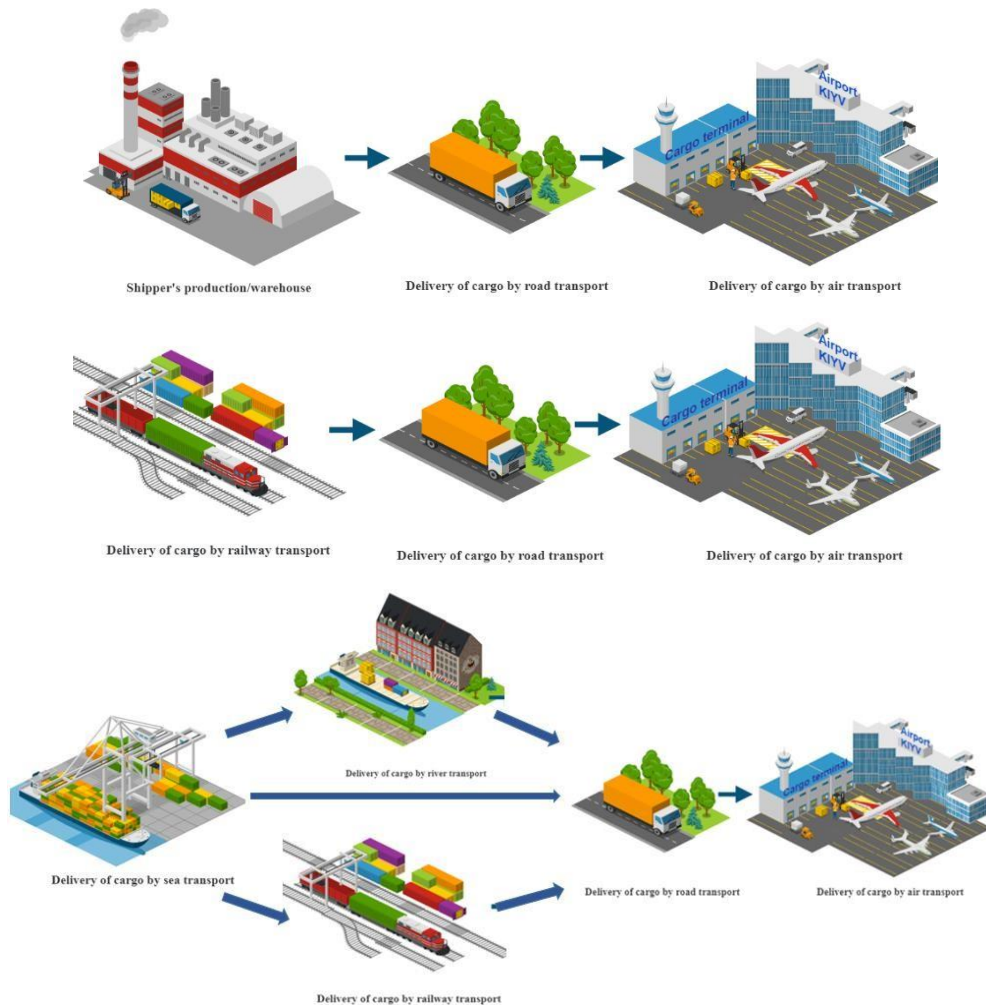 Airport
KIYV
Cargo terminal
Shipper's production/warehouse
Delivery of cargo by road transport
Delivery of cargo by air transport
Airport
KIYV
Cargo terminal
Delivery of cargo by railway transport
Delivery of cargo by road transport
Delivery of cargo by air transport
Delivery of cargo by river transport
Airport
KIYV
Cargo terminal
Delivery of cargo by sea transport
Delivery of cargo by road transport
Delivery of cargo by air transport
Delivery of cargo by railway transport